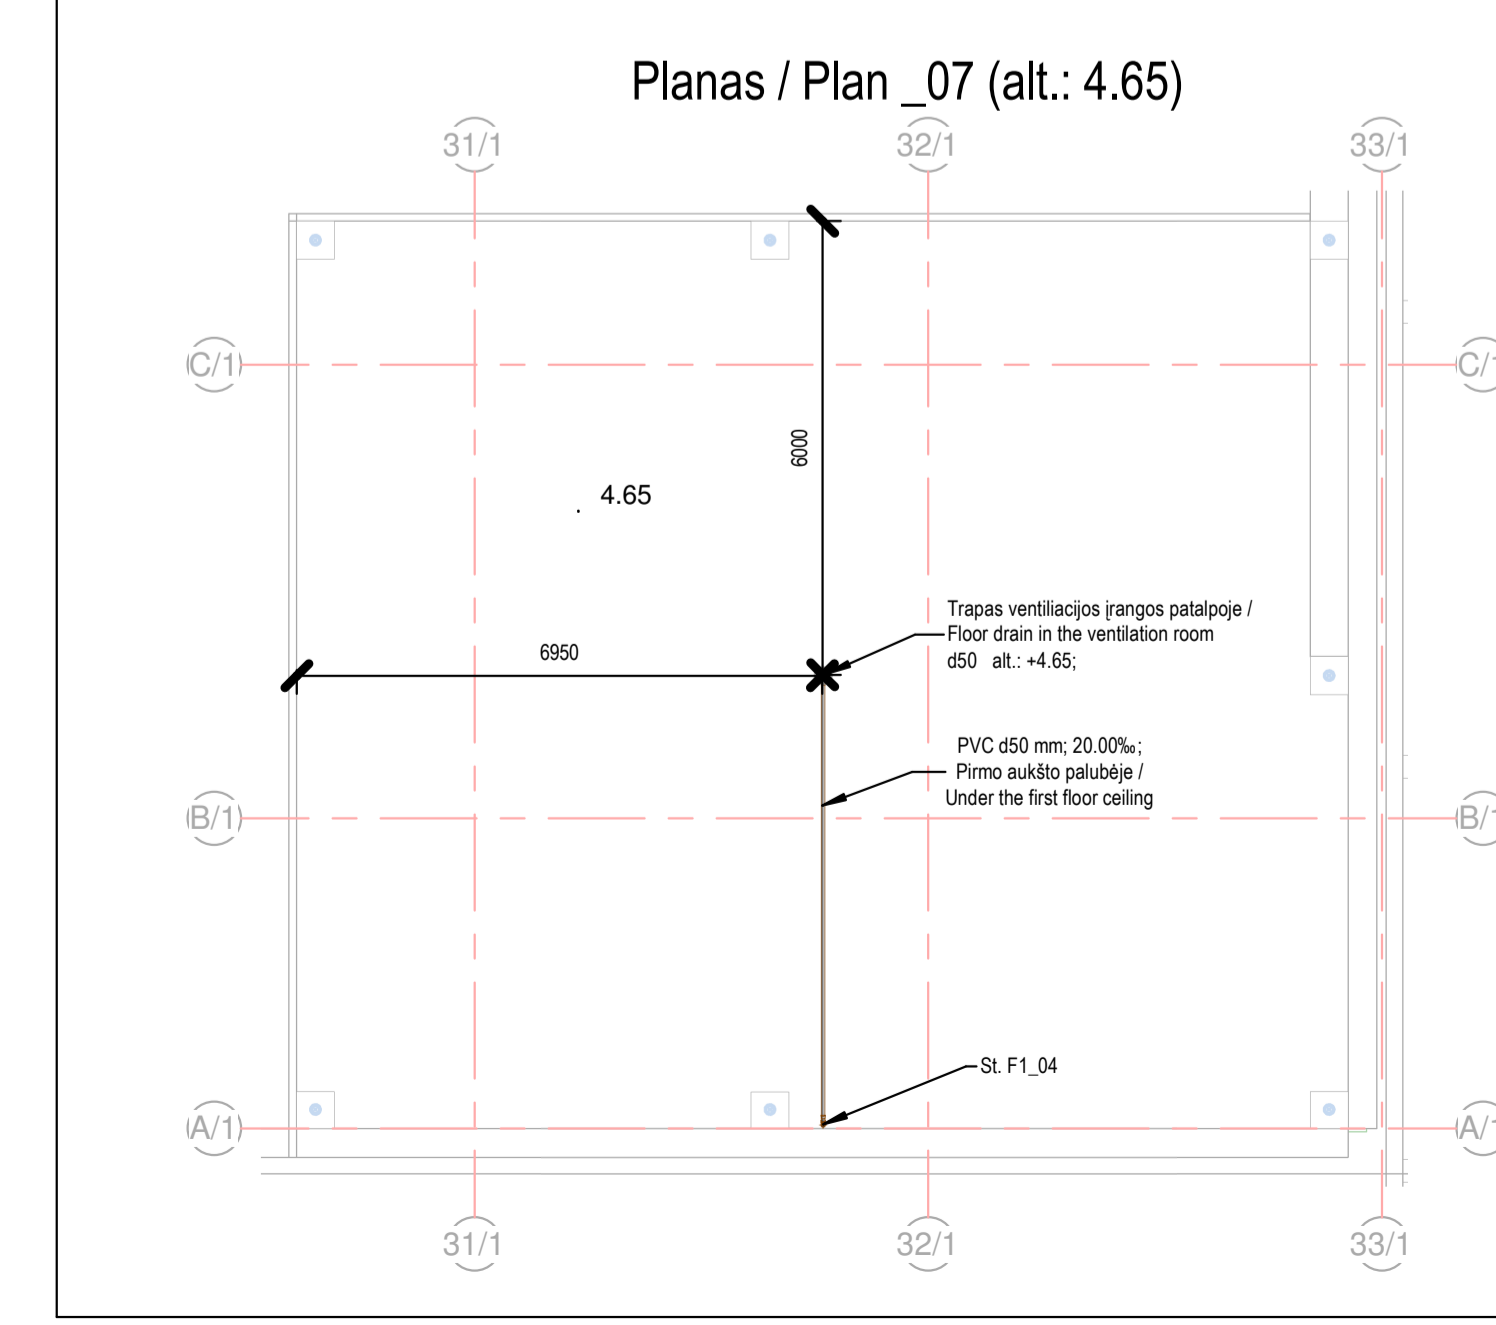 Planas / Plan _07 (alt.: 4.65)
31/1
32/1
33/1
C/1
C/1
6000
4.65
Trapas ventiliacijos įrangos patalpoje /
Floor drain in the ventilation room
d50 alt.: +4.65;
6950
PVC d50 mm; 20.00‰;
Pirmo aukšto palubėje /
Under the first floor ceiling
B/1
B/1
St. F1_04
A/1
A/1
31/1
32/1
33/1